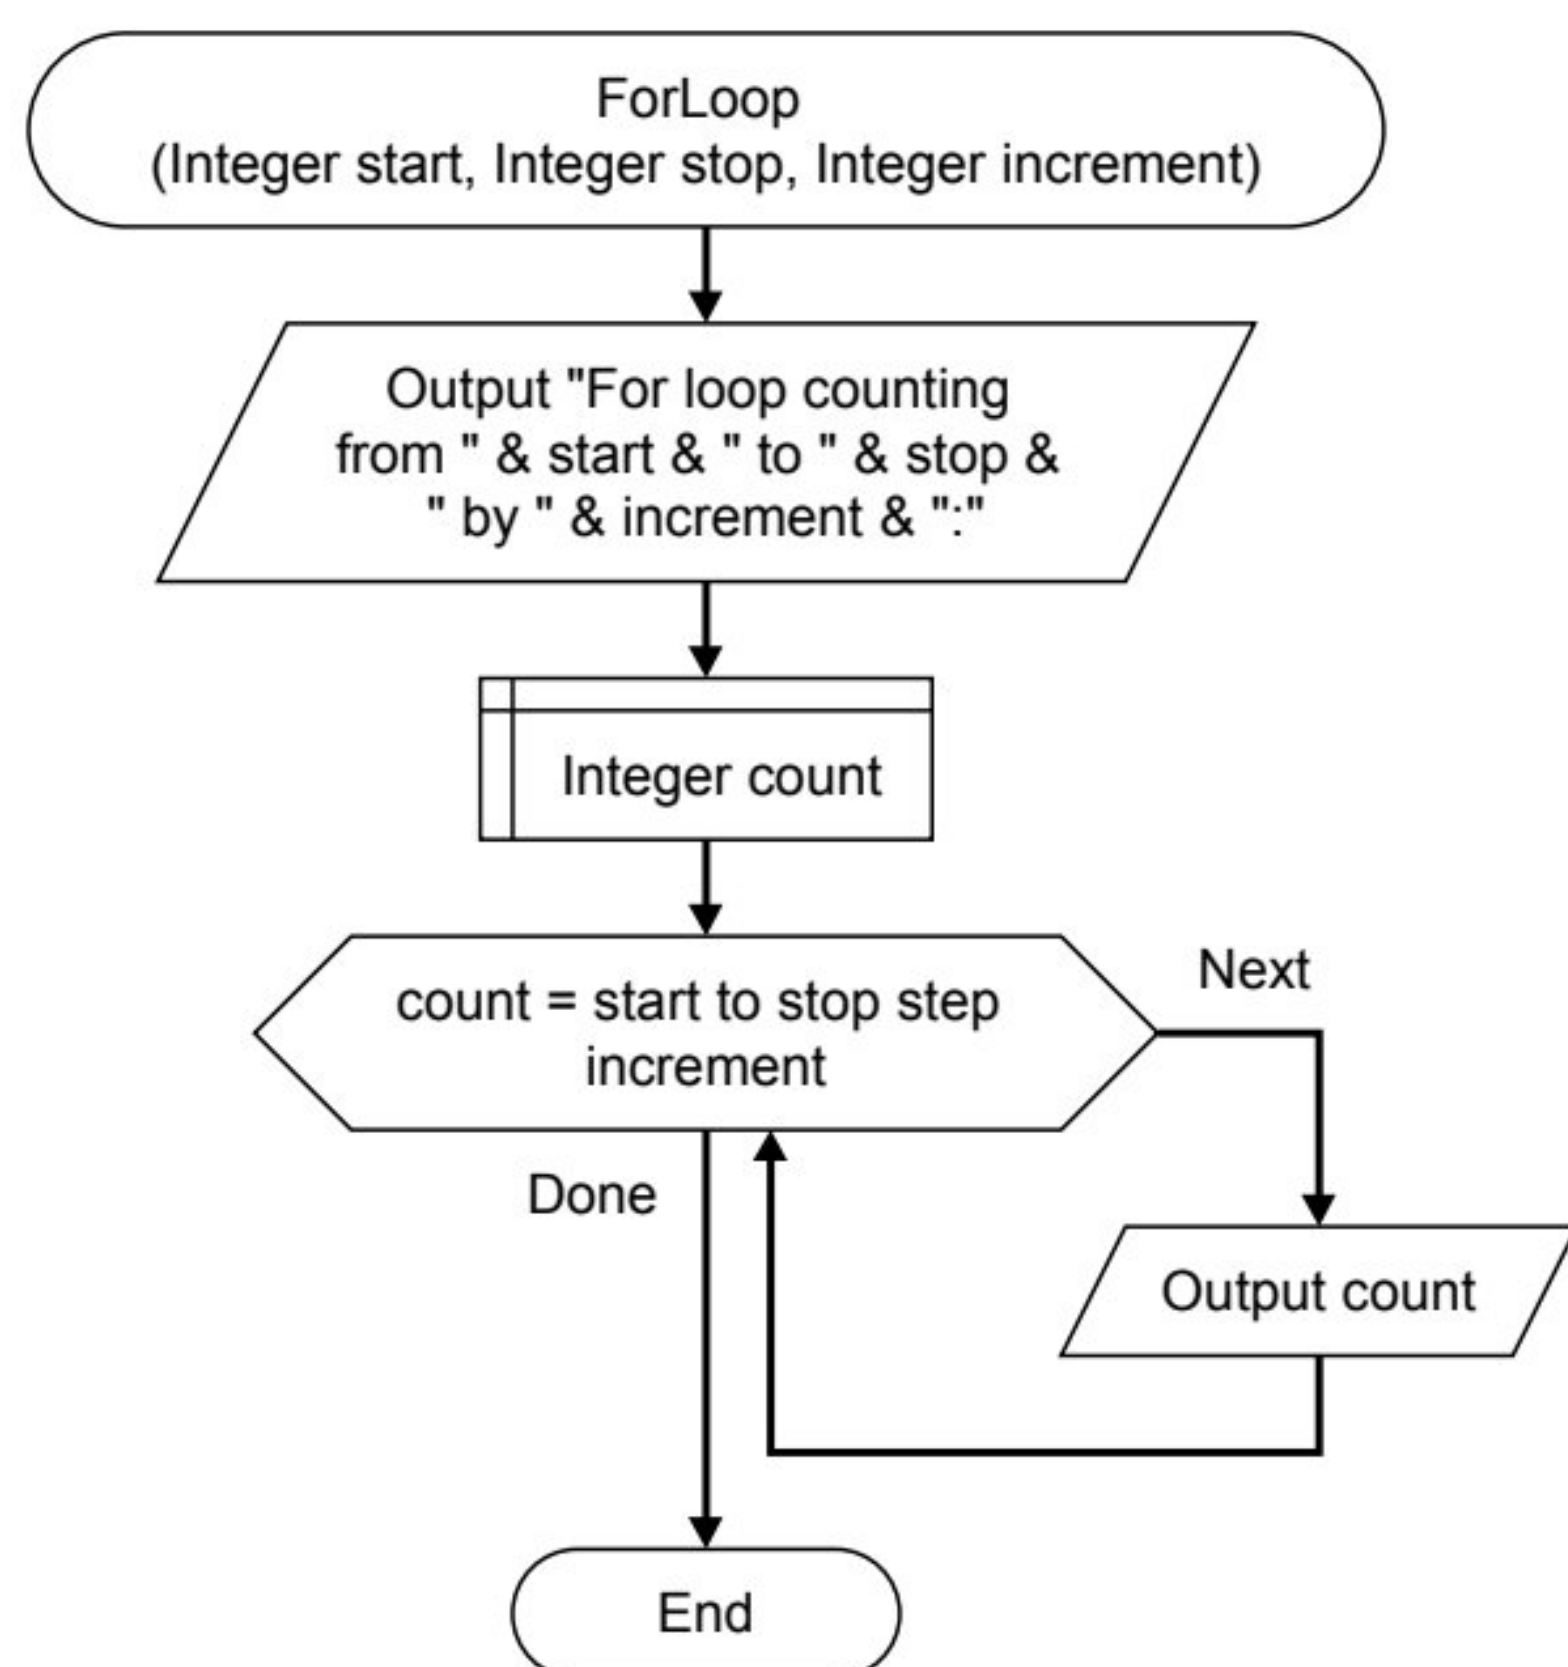 ForLoop
(Integer start, Integer stop, Integer increment)
Output "For loop counting
from " & start & " to " & stop &
" by " & increment & ":"
Integer count
count = start to stop step
increment
Next
Done
Output count
End